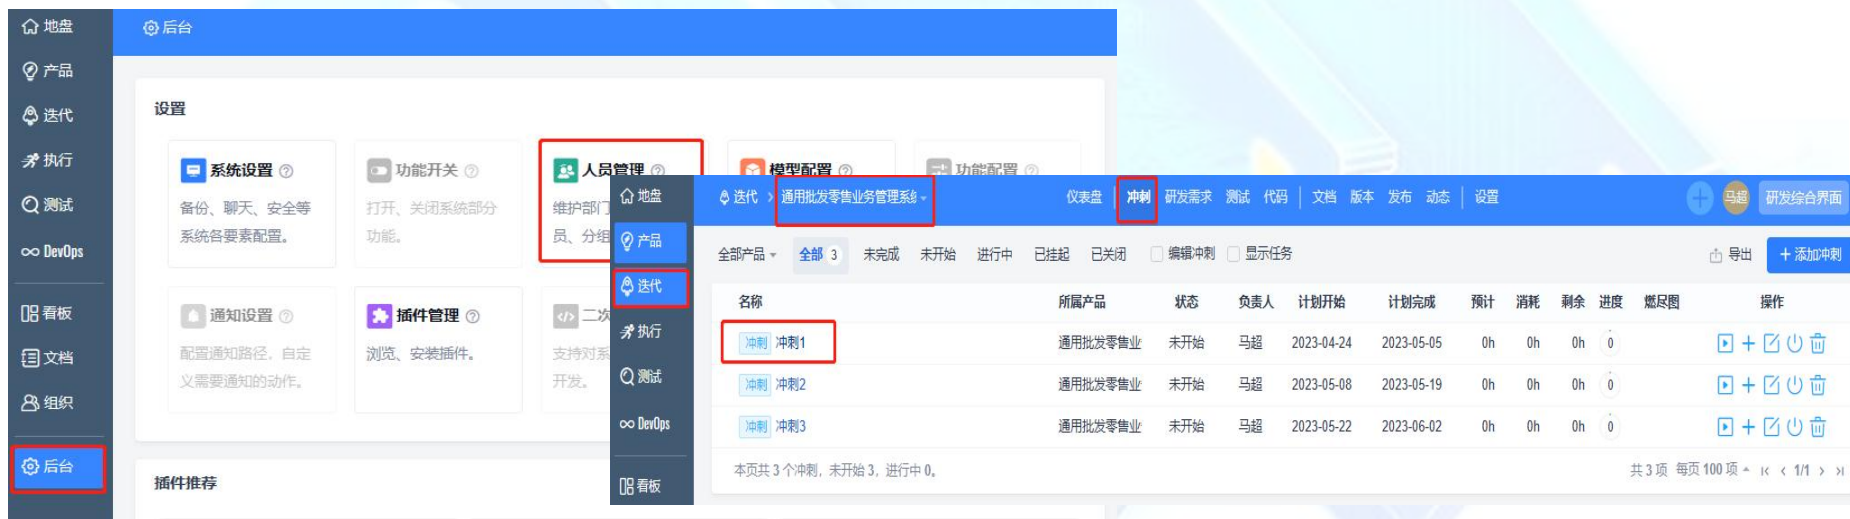 地盘
产品
迭代
执行
测试
DevOps
看板
文档
组织
后台
后台
设置
系统设置
备份、聊天、安全等
系统各要素配置。
功能开关
打开、关闭系统部分
功能。
人员管理
维护部门
员、分组
模型配置
功能配置
通知设置
配置通知路径，自定
义需要通知的动作。
插件管理
浏览、安装插件。
二次
支持对系
开发。
插件推荐
地盘
产品
迭代
执行
测试
DevOps
看板
迭代 > 通用批发零售业务管理系统 仪表盘 冲刺 研发需求 测试 代码 文档 版本 发布 动态 设置 马超 研发综合界面
全部产品 全部 3 未完成 未开始 进行中 已挂起 已关闭 编辑冲刺 显示任务 导出 + 添加冲刺
名称 所属产品 状态 负责人 计划开始 计划完成 预计 消耗 剩余 进度 燃尽图 操作
冲刺 冲刺1 通用批发零售业 未开始 马超 2023-04-24 2023-05-05 0h 0h 0h 0
冲刺 冲刺2 通用批发零售业 未开始 马超 2023-05-08 2023-05-19 0h 0h 0h 0
冲刺 冲刺3 通用批发零售业 未开始 马超 2023-05-22 2023-06-02 0h 0h 0h 0
本页共 3 个冲刺，未开始 3，进行中 0。 共 3 项 每页 100 项 1/1